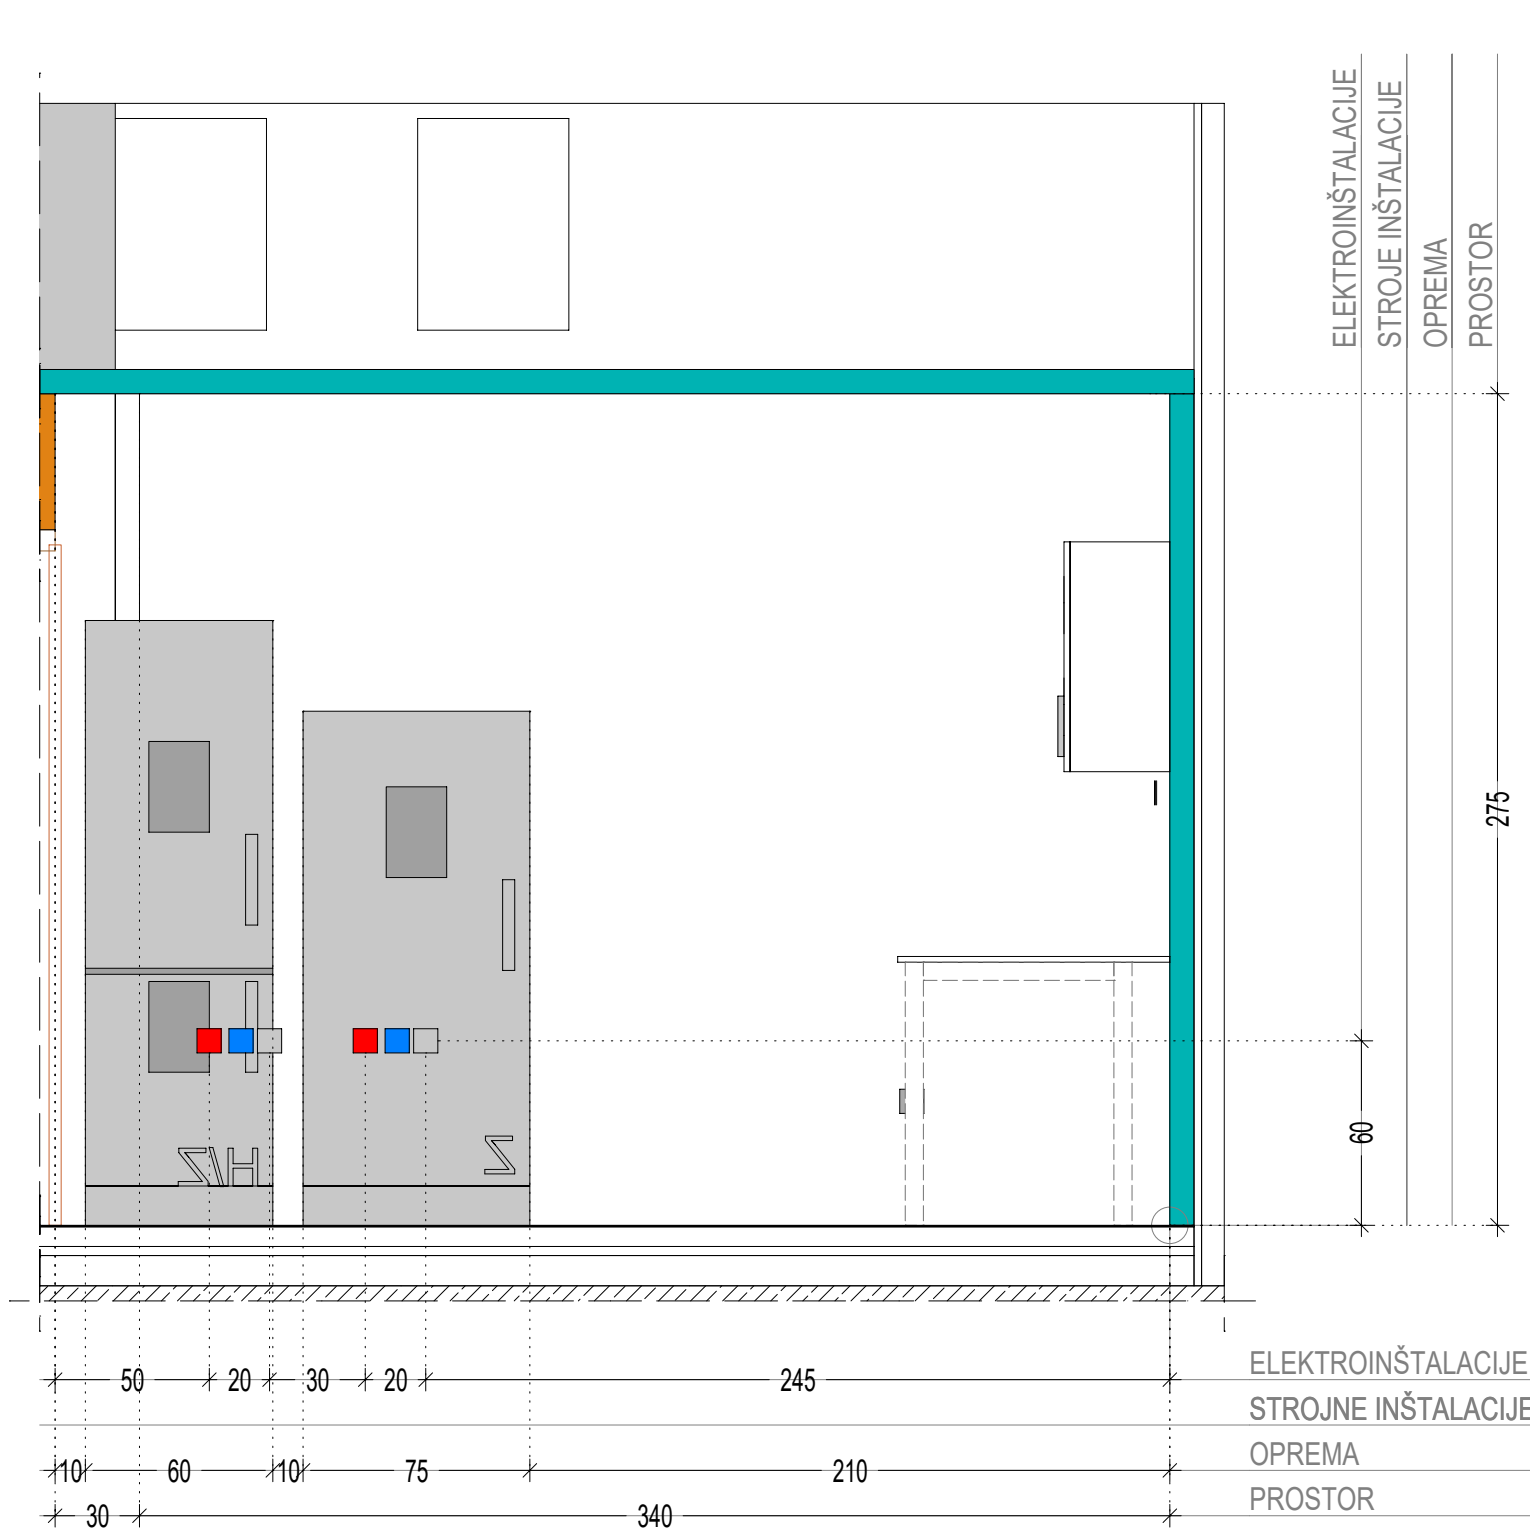 ELEKTROINŠTALACIJE
STROJE INŠTALACIJE
OPREMA
PROSTOR
275
60
H/Z
Z
50 20 30 20 245 ELEKTROINŠTALACIJE
STROJNE INŠTALACIJE
10 60 10 75 210 OPREMA
30 340 PROSTOR